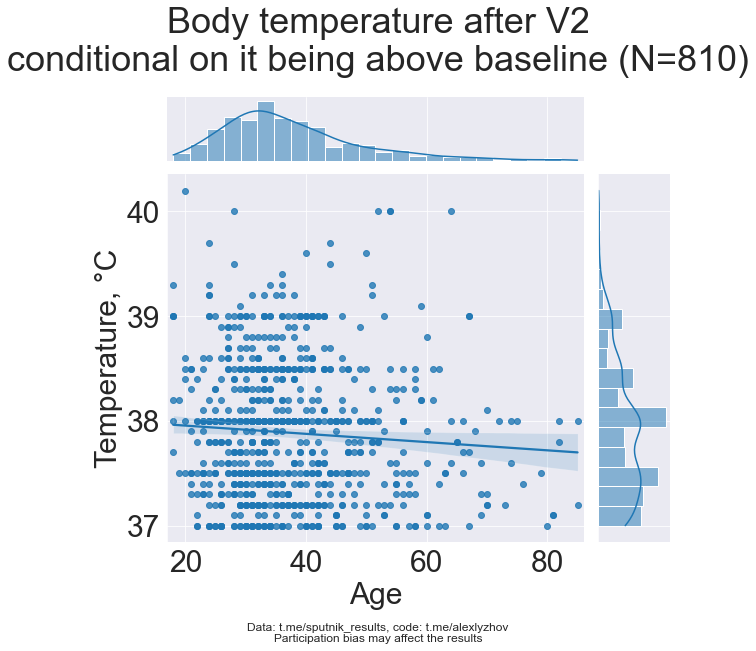 Body temperature after V2
conditional on it being above baseline (N=810)
Temperature, °C
40
39
38
37
20
40
60
80
Age
Data: t.me/sputnik_results, code: t.me/alexlyzhov
Participation bias may affect the results